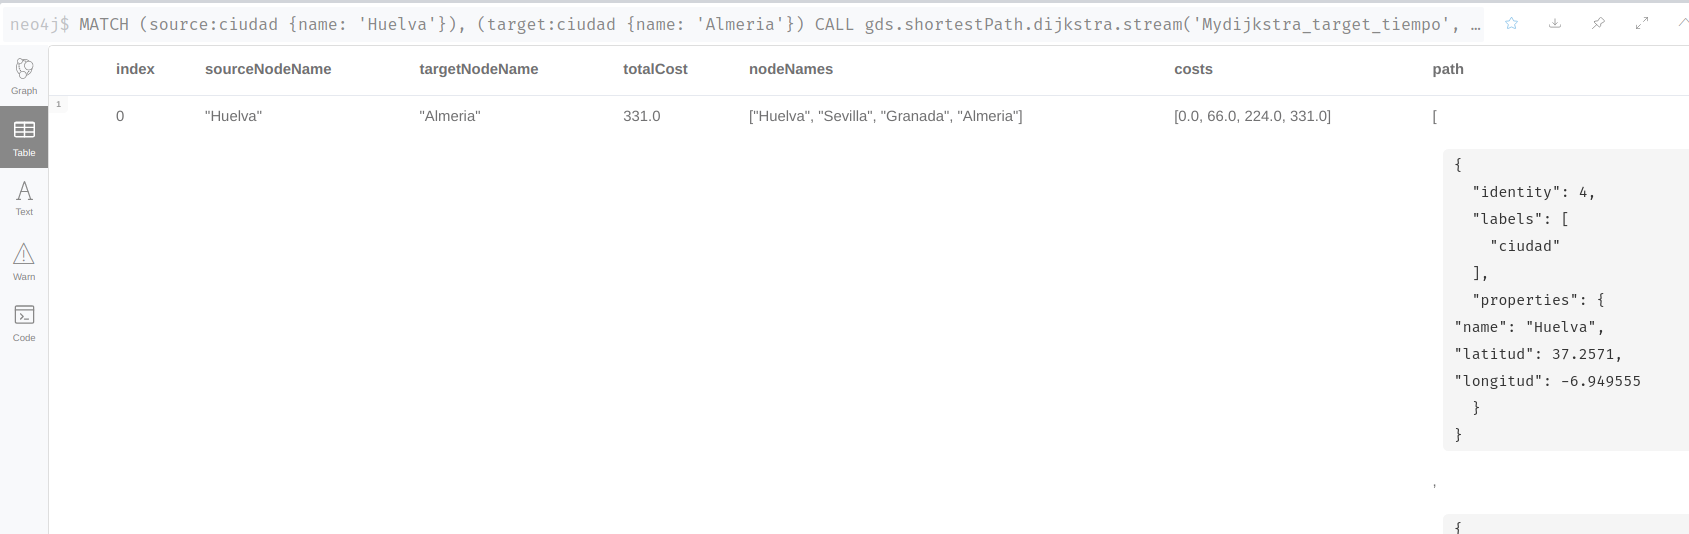 neo4j$ MATCH (source:ciudad {name: 'Huelva'}), (target:ciudad {name: 'Almeria'}) CALL gds.shortestPath.dijkstra.stream('Mydijkstra_target_tiempo', …
Graph
Table
Text
Warn
Code
index sourceNodeName targetNodeName totalCost nodeNames costs path
1
0 "Huelva" "Almeria" 331.0 ["Huelva", "Sevilla", "Granada", "Almeria"] [0.0, 66.0, 224.0, 331.0] [
{
"identity": 4,
"labels": [
"ciudad"
],
"properties": {
"name": "Huelva",
"latitud": 37.2571,
"longitud": -6.949555
}
}
,
{